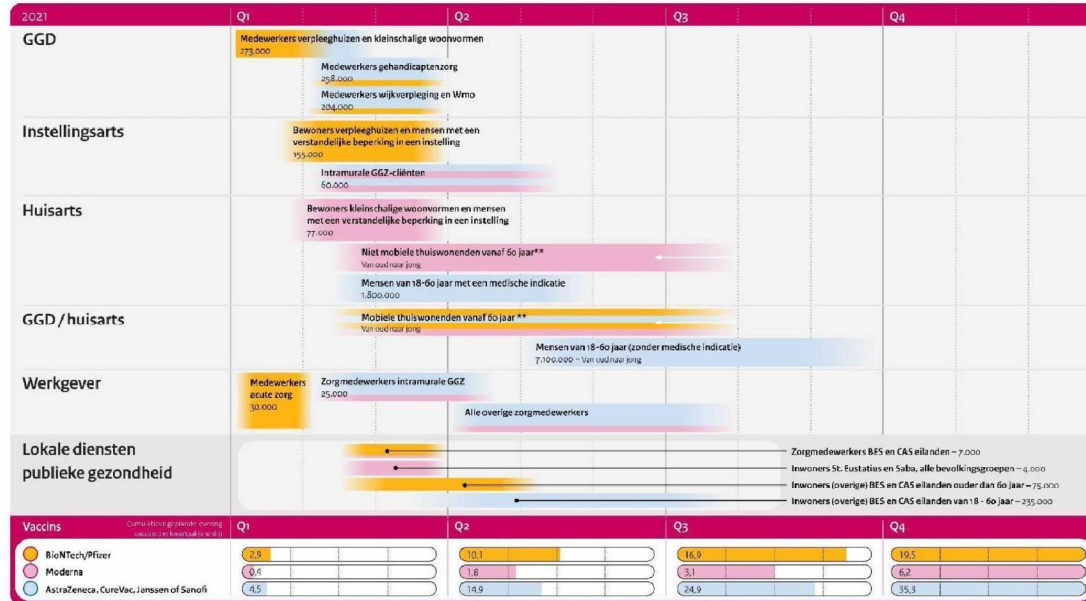 2021 Q1 Q2 Q3 Q4
GGD
Medewerkers verpleeghuizen en kleinschalige woonvormen
273.000
Medewerkers gehandicaptenzorg
258.000
Medewerkers wijkverpleging en Wmo
204.000
Instellingsarts
Bewoners verpleeghuizen en mensen met een
verstandelijke beperking in een instelling
155.000
Intramurale GGZ-cliënten
60.000
Huisarts
Bewoners kleinschalige woonvormen en mensen
met een verstandelijke beperking in een instelling
77.000
Niet mobiele thuiswonenden vanaf 60 jaar**
Van oud naar jong
Mensen van 18-60 jaar met een medische indicatie
1.800.000
GGD / huisarts
Mobiele thuiswonenden vanaf 60 jaar **
Van oud naar jong
Mensen van 18-60 jaar (zonder medische indicatie)
7.100.000 – Van oud naar jong
Werkgever
Medewerkers
acute zorg
30.000
Zorgmedewerkers intramurale GGZ
25.000
Alle overige zorgmedewerkers
Lokale diensten
publieke gezondheid
Zorgmedewerkers BES en CAS eilanden – 7.000
Inwoners St. Eustatius en Saba, alle bevolkingsgroepen – 4.000
Inwoners (overige) BES en CAS eilanden ouder dan 60 jaar – 75.000
Inwoners (overige) BES en CAS eilanden van 18 - 60 jaar – 235.000
Vaccins Cumulatieve geplande levering Q1 Q2 Q3 Q4
vaccins per kwartaal
BioNTech/Pfizer 2,9 10,1 16,9 19,5
Moderna 0,4 1,8 3,1 6,2
AstraZeneca, CureVac, Janssen of Sanofi 4,5 14,9 24,9 35,3